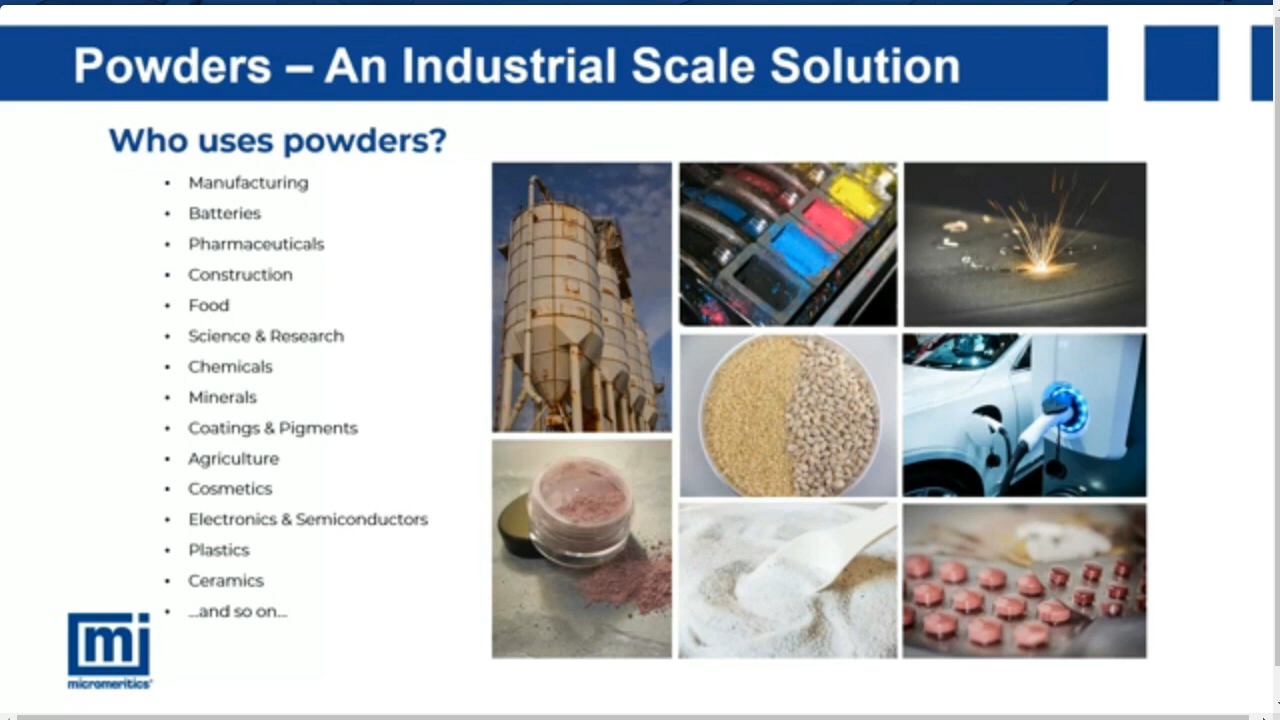 Powders – An Industrial Scale Solution
Who uses powders?
• Manufacturing
• Batteries
• Pharmaceuticals
• Construction
• Food
• Science & Research
• Chemicals
• Minerals
• Coatings & Pigments
• Agriculture
• Cosmetics
• Electronics & Semiconductors
• Plastics
• Ceramics
• ...and so on...
mi
micromeritics®